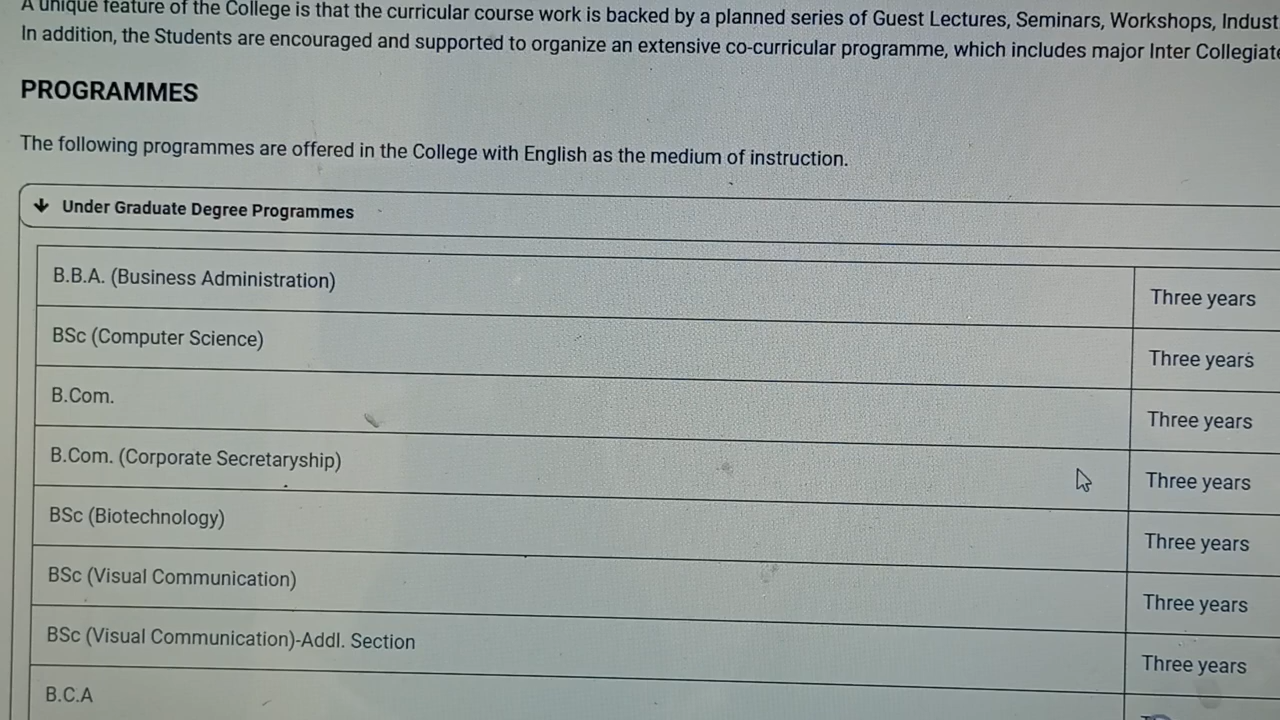 A unique feature of the College is that the curricular course work is backed by a planned series of Guest Lectures, Seminars, Workshops,
In addition, the Students are encouraged and supported to organize an extensive co-curricular programme, which includes major Inter
PROGRAMMES
The following programmes are offered in the College with English as the medium of instruction.
Under Graduate Degree Programmes
B.B.A. (Business Administration) Three years
BSc (Computer Science) Three years
B.Com. Three years
B.Com. (Corporate Secretaryship) Three years
BSc (Biotechnology) Three years
BSc (Visual Communication) Three years
BSc (Visual Communication)-Addl. Section Three years
B.C.A